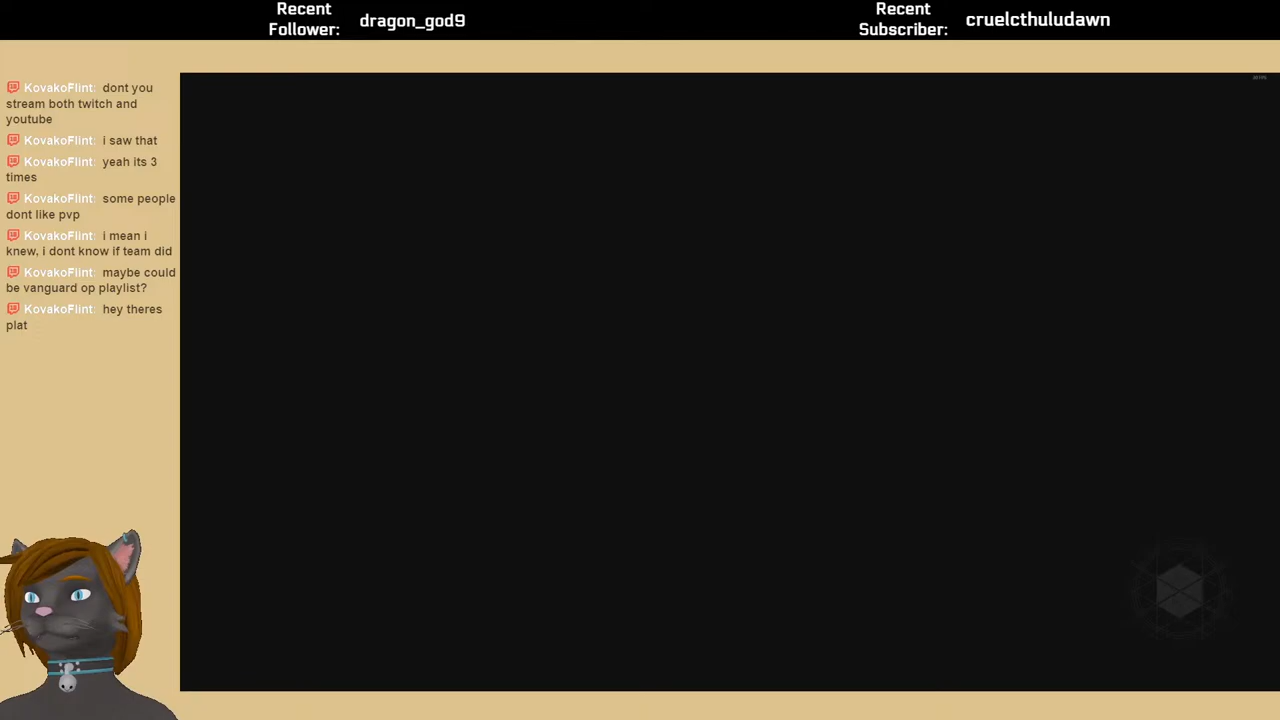 Recent
Follower:
dragon_god9
Recent
Subscriber:
cruelcthuludawn
KovakoFlint: dont you
stream both twitch and
youtube
KovakoFlint: i saw that
KovakoFlint: yeah its 3
times
KovakoFlint: some people
dont like pvp
KovakoFlint: i mean i
knew, i dont know if team did
KovakoFlint: maybe could
be vanguard op playlist?
KovakoFlint: hey theres
plat